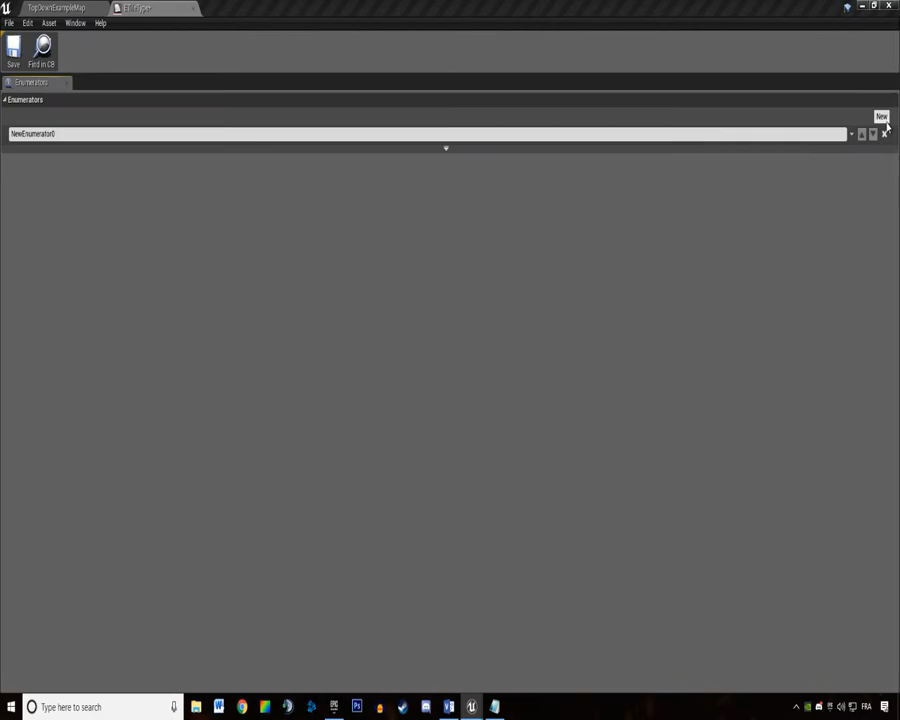 TopDownExampleMap
File Edit Asset Window Help
Save Find in CB
Enumerators
Enumerators
New
NewEnumerator0
Type here to search
FRA